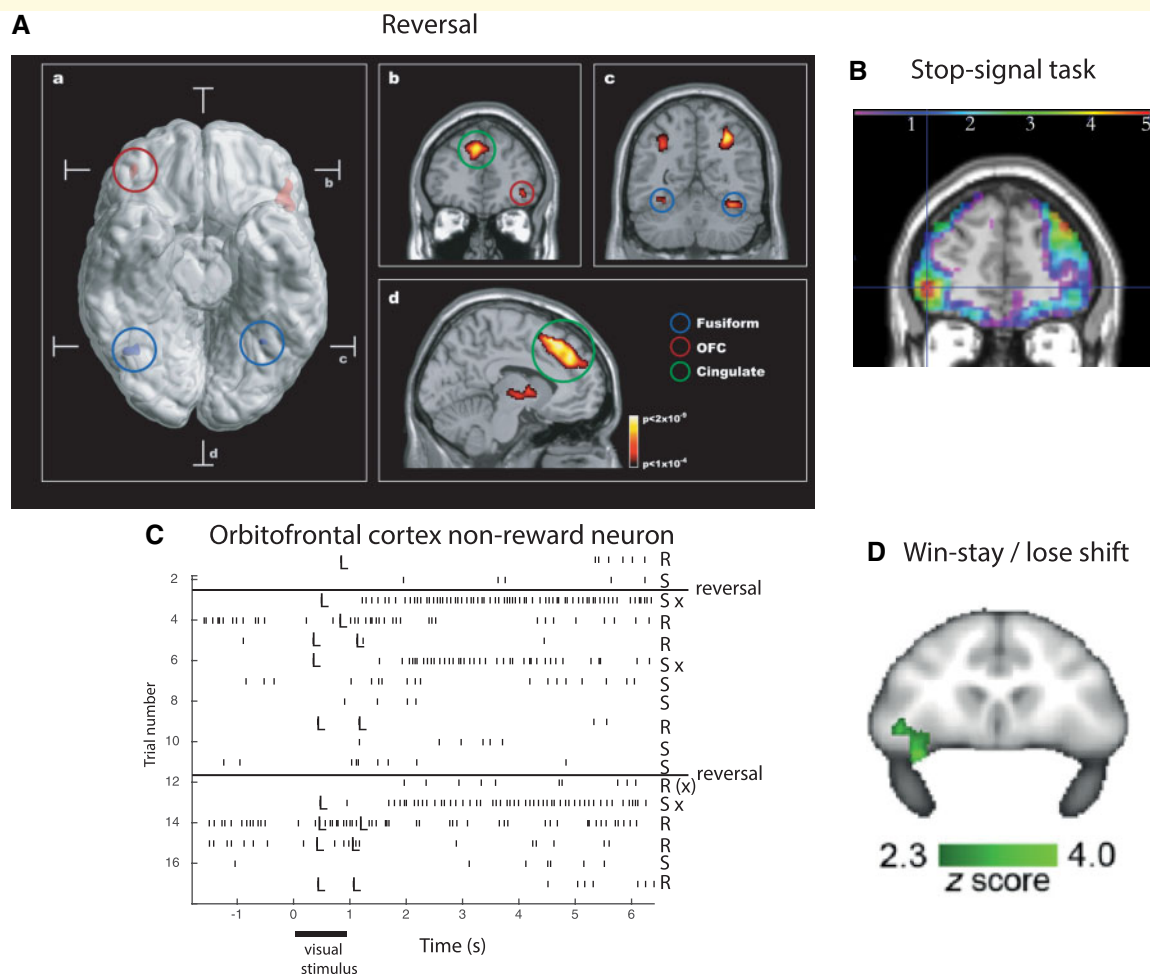 A
Reversal
a
b
c
d
b
c
d
Fusiform
OFC
Cingulate
p<2x10⁻⁹
p<1x10⁻⁴
B Stop-signal task
1 2 3 4 5
C Orbitofrontal cortex non-reward neuron
L R
2 S
reversal
L S x
4 L R
L L R
6 L S x
S
8 S
L L R
10 S
S
reversal
12 R (x)
L S x
14 L L R
L L R
16 S
L L R
Trial number
-1 0 1 2 3 4 5 6
visual
stimulus
Time (s)
D Win-stay / lose shift
2.3 4.0
z score